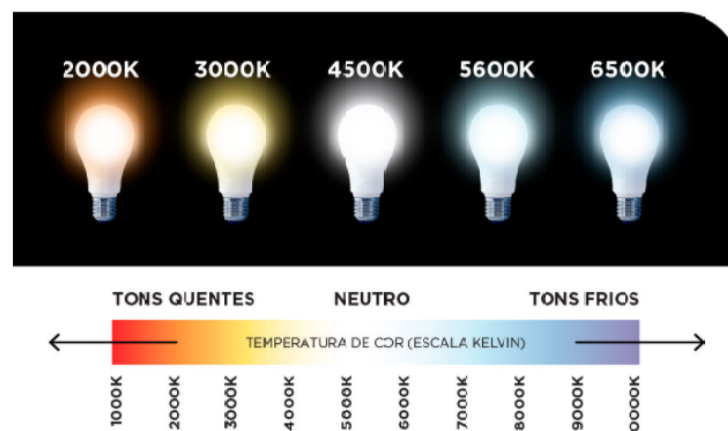 2000K 3000K 4500K 5600K 6500K
TONS QUENTES NEUTRO TONS FRIOS
TEMPERATURA DE COR (ESCALA KELVIN)
1000K
2000K
3000K
4000K
5000K
6000K
7000K
8000K
9000K
0000K